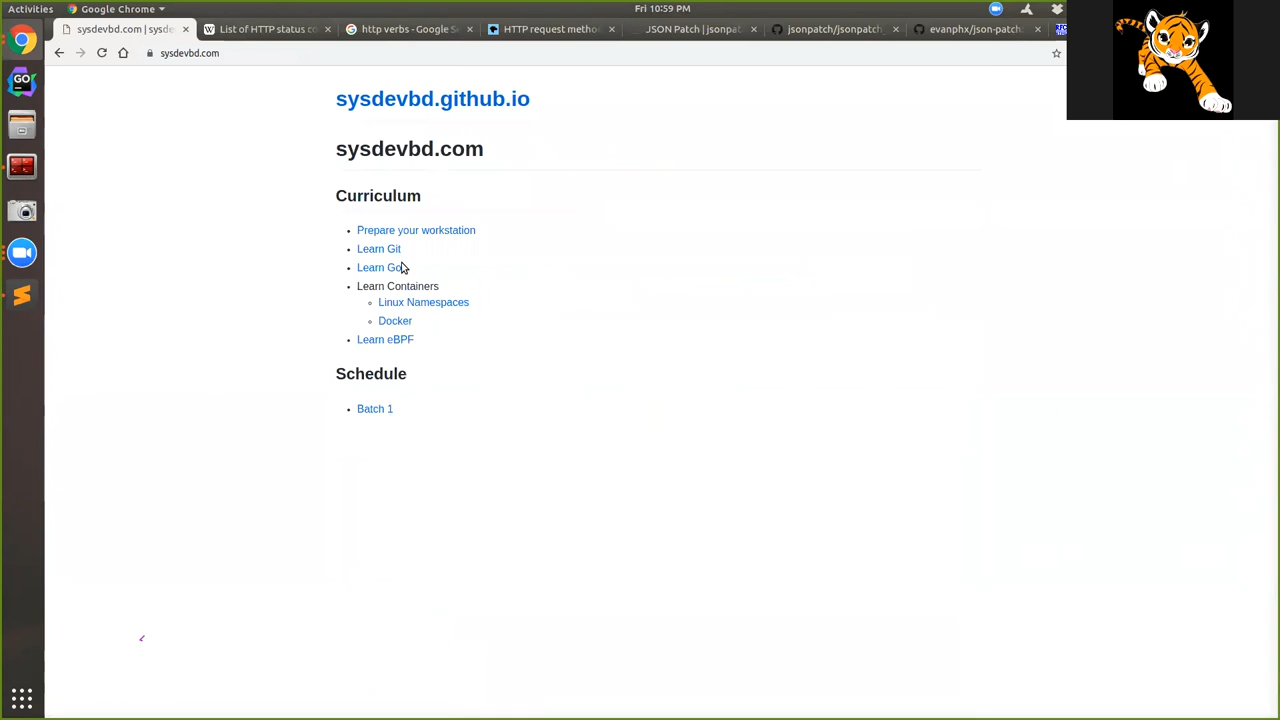 Activities Google Chrome Fri 10:59 PM
sysdevbd.com | sysde
List of HTTP status co
http verbs - Google Se
HTTP request metho
JSON Patch | jsonpat
jsonpatch/jsonpatch
evanphx/json-patch:
sysdevbd.com
sysdevbd.github.io
sysdevbd.com
Curriculum
Prepare your workstation
Learn Git
Learn Go
Learn Containers
Linux Namespaces
Docker
Learn eBPF
Schedule
Batch 1
GO